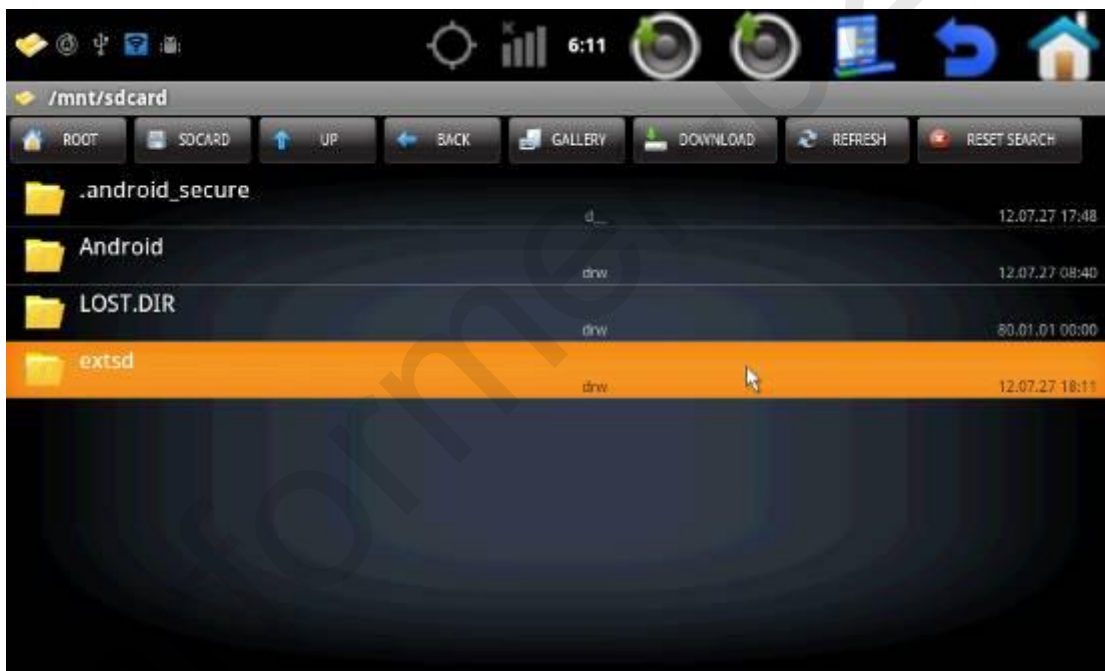 6:11
/mnt/sdcard
ROOT SDCARD UP BACK GALLERY DOWNLOAD REFRESH RESET SEARCH
.android_secure
d__ 12.07.27 17:48
Android
drw 12.07.27 08:40
LOST.DIR
drw 80.01.01 00:00
extsd
drw 12.07.27 18:11